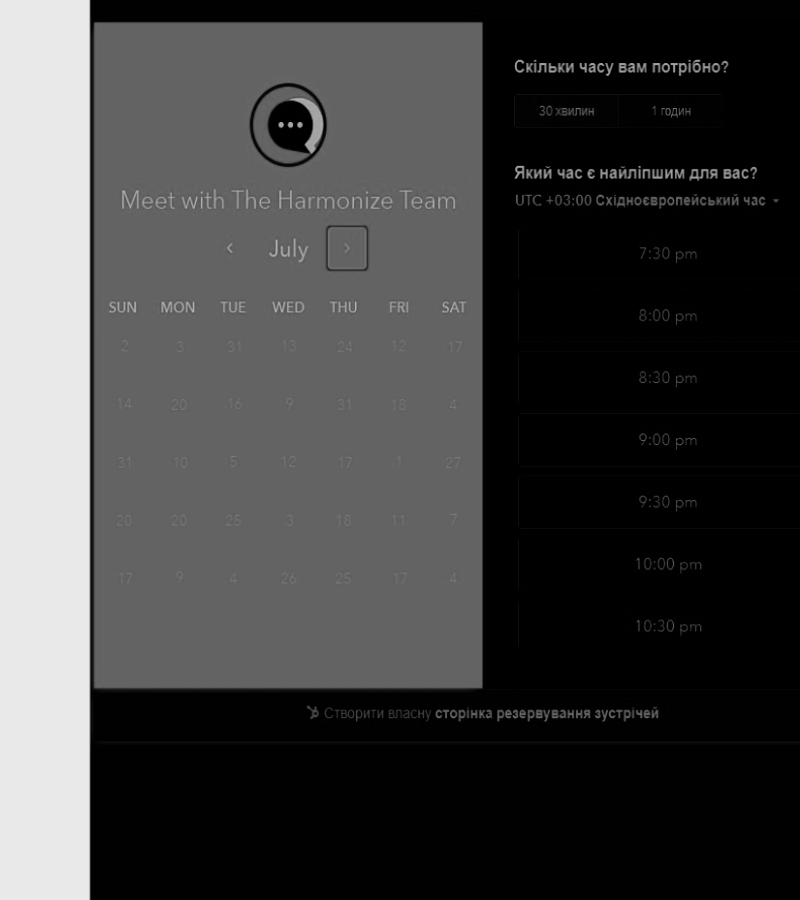 Meet with The Harmonize Team
July
SUN MON TUE WED THU FRI SAT
2 3 31 13 24 12 17
14 20 16 9 31 18 4
31 10 5 12 17 1 27
20 20 25 3 18 11 7
17 9 4 26 25 17 4
Скільки часу вам потрібно?
30 хвилин 1 годин
Який час є найліпшим для вас?
UTC +03:00 Східноєвропейський час
7:30 pm
8:00 pm
8:30 pm
9:00 pm
9:30 pm
10:00 pm
10:30 pm
Створити власну сторінка резервування зустрічей